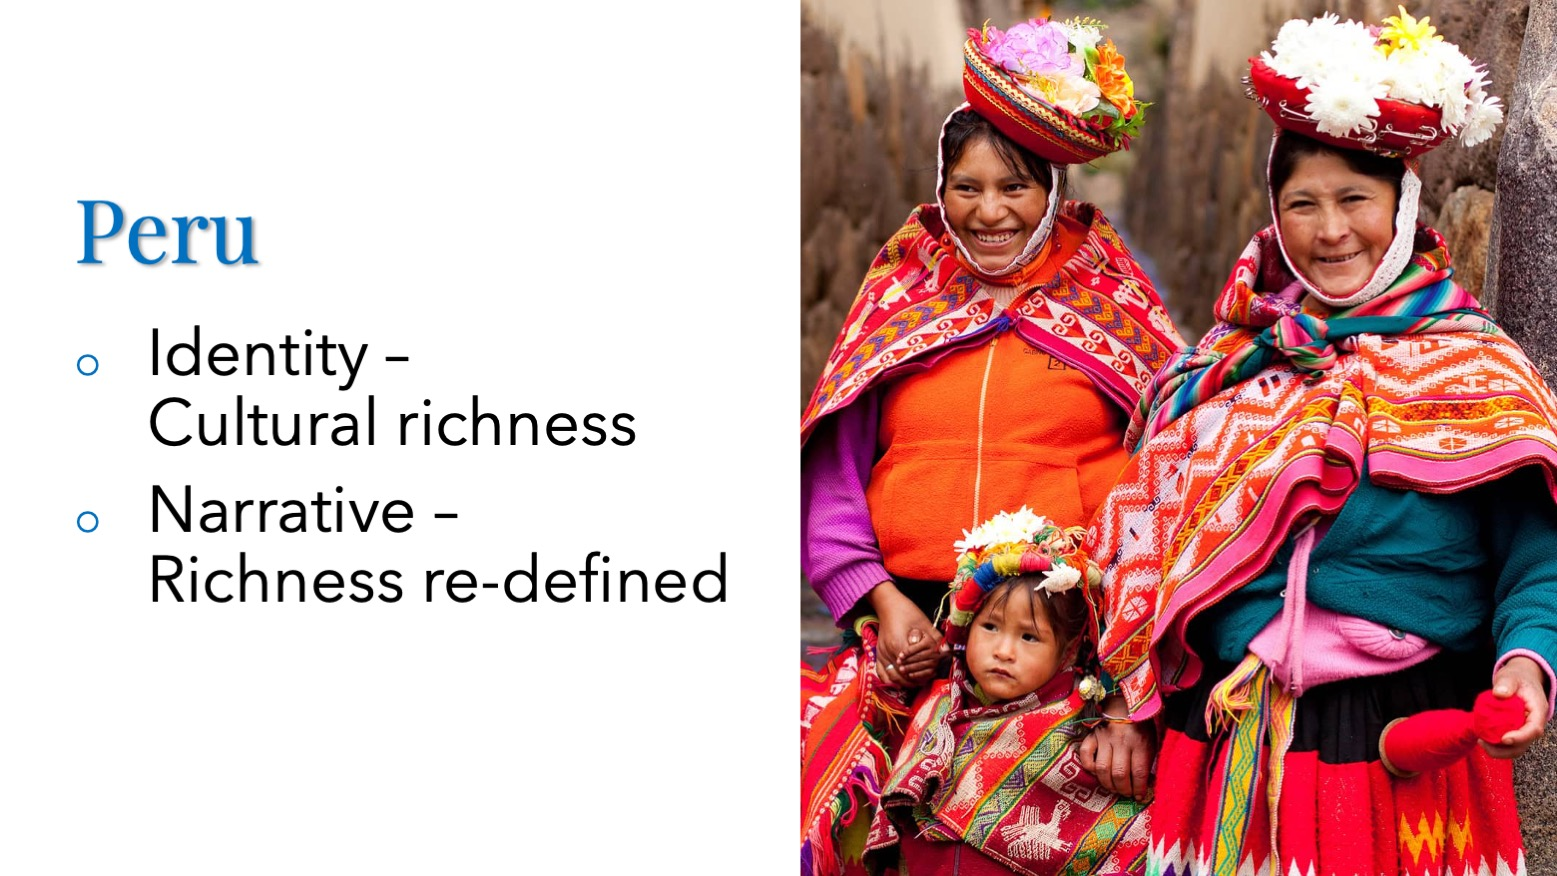 Peru
Identity –
Cultural richness
Narrative –
Richness re-defined